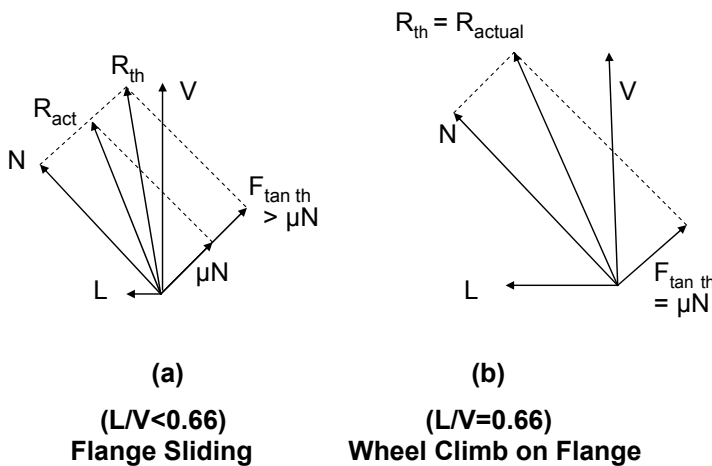 R_th
V
R_act
N
F_tan th
> µN
µN
L
(a)
(L/V<0.66)
Flange Sliding
R_th = R_actual
V
N
L
F_tan th
= µN
(b)
(L/V=0.66)
Wheel Climb on Flange